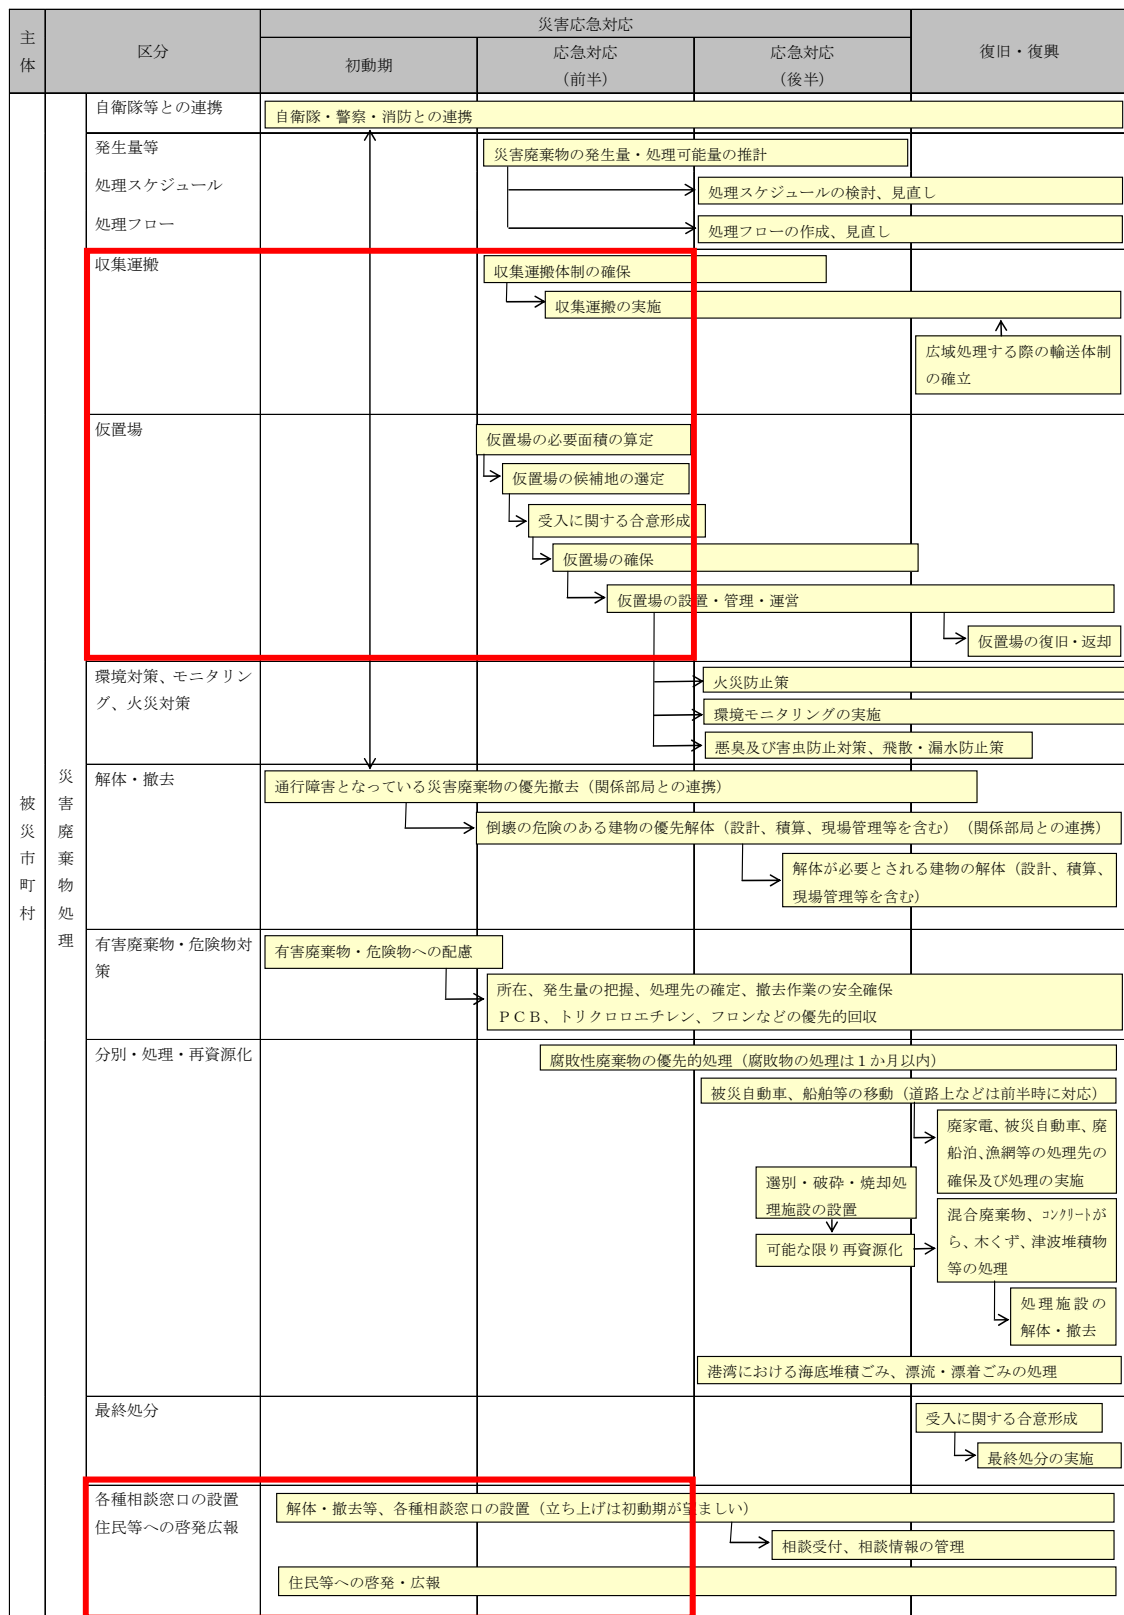 主体
区分
災害応急対応
初動期
応急対応
(前半)
応急対応
(後半)
復旧・復興
被災市町村
災害廃棄物処理
自衛隊等との連携
自衛隊・警察・消防との連携
発生量等
災害廃棄物の発生量・処理可能量の推計
処理スケジュール
処理スケジュールの検討、見直し
処理フロー
処理フローの作成、見直し
収集運搬
収集運搬体制の確保
収集運搬の実施
広域処理する際の輸送体制
の確立
仮置場
仮置場の必要面積の算定
仮置場の候補地の選定
受入に関する合意形成
仮置場の確保
仮置場の設置・管理・運営
仮置場の復旧・返却
環境対策、モニタリン
グ、火災対策
火災防止策
環境モニタリングの実施
悪臭及び害虫防止対策、飛散・漏水防止策
解体・撤去
通行障害となっている災害廃棄物の優先撤去（関係部局との連携）
倒壊の危険のある建物の優先解体（設計、積算、現場管理等を含む）（関係部局との連携）
解体が必要とされる建物の解体（設計、積算、
現場管理等を含む）
有害廃棄物・危険物対
策
有害廃棄物・危険物への配慮
所在、発生量の把握、処理先の確定、撤去作業の安全確保
ＰＣＢ、トリクロロエチレン、フロンなどの優先的回収
分別・処理・再資源化
腐敗性廃棄物の優先的処理（腐敗物の処理は１か月以内）
被災自動車、船舶等の移動（道路上などは前半時に対応）
廃家電、被災自動車、廃
船泊、漁網等の処理先の
確保及び処理の実施
選別・破砕・焼却処
理施設の設置
可能な限り再資源化
混合廃棄物、ｺﾝｸﾘｰﾄが
ら、木くず、津波堆積物
等の処理
処理施設の
解体・撤去
港湾における海底堆積ごみ、漂流・漂着ごみの処理
最終処分
受入に関する合意形成
最終処分の実施
各種相談窓口の設置
住民等への啓発広報
解体・撤去等、各種相談窓口の設置（立ち上げは初動期が望ましい）
相談受付、相談情報の管理
住民等への啓発・広報